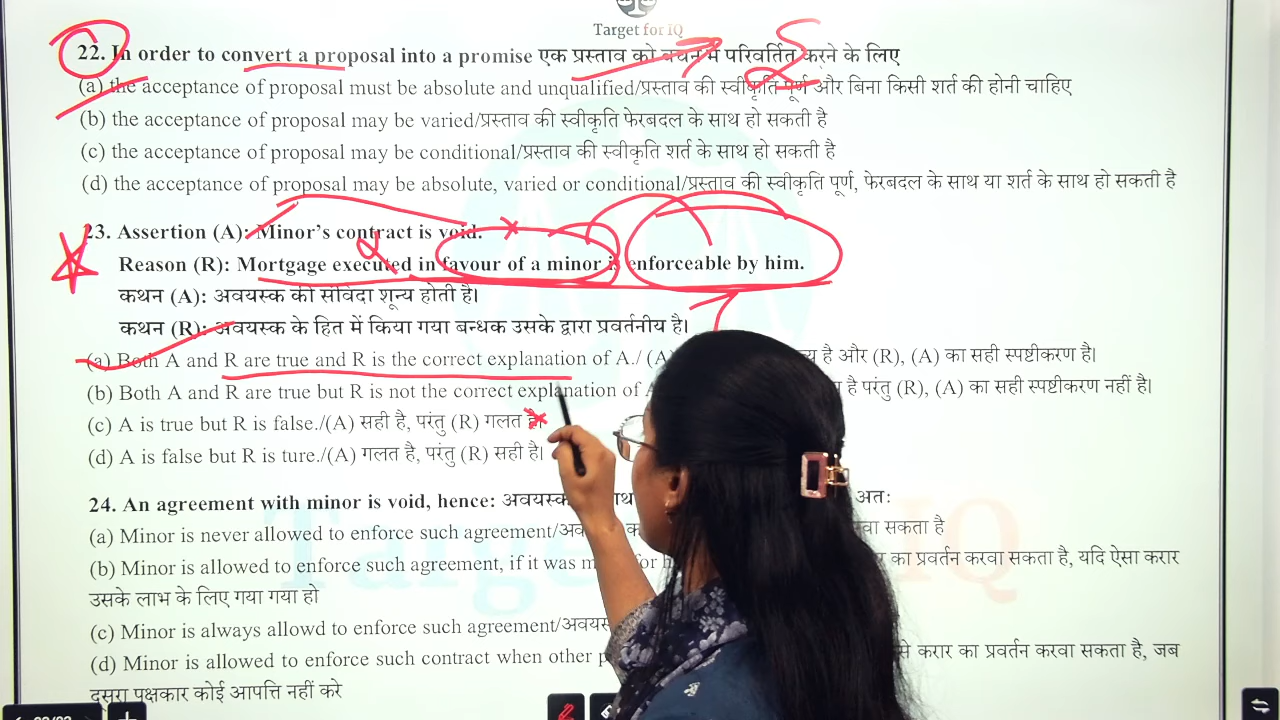 Target for IQ
22. In order to convert a proposal into a promise एक प्रस्ताव को वचन में परिवर्तित करने के लिए
(a) the acceptance of proposal must be absolute and unqualified/प्रस्ताव की स्वीकृति पूर्ण और बिना किसी शर्त की होनी चाहिए
(b) the acceptance of proposal may be varied/प्रस्ताव की स्वीकृति फेरबदल के साथ हो सकती है
(c) the acceptance of proposal may be conditional/प्रस्ताव की स्वीकृति शर्त के साथ हो सकती है
(d) the acceptance of proposal may be absolute, varied or conditional/प्रस्ताव की स्वीकृति पूर्ण, फेरबदल के साथ या शर्त के साथ हो सकती है
23. Assertion (A): Minor's contract is void.
Reason (R): Mortgage executed in favour of a minor is enforceable by him.
कथन (A): अवयस्क की संविदा शून्य होती है।
कथन (R): अवयस्क के हित में किया गया बन्धक उसके द्वारा प्रवर्तनीय है।
(a) Both A and R are true and R is the correct explanation of A./ (A) है और (R), (A) का सही स्पष्टीकरण है।
(b) Both A and R are true but R is not the correct explanation of है परंतु (R), (A) का सही स्पष्टीकरण नहीं है।
(c) A is true but R is false./(A) सही है, परंतु (R) गलत है।
(d) A is false but R is ture./(A) गलत है, परंतु (R) सही है।
24. An agreement with minor is void, hence: अतः
(a) Minor is never allowed to enforce such agreement/ सकता है
(b) Minor is allowed to enforce such agreement, if it was का प्रवर्तन करवा सकता है, यदि ऐसा करार
उसके लाभ के लिए गया गया हो
(c) Minor is always allowd to enforce such agreement/
(d) Minor is allowed to enforce such contract when other करार का प्रवर्तन करवा सकता है, जब
दूसरा पक्षकार कोई आपत्ति नहीं करे